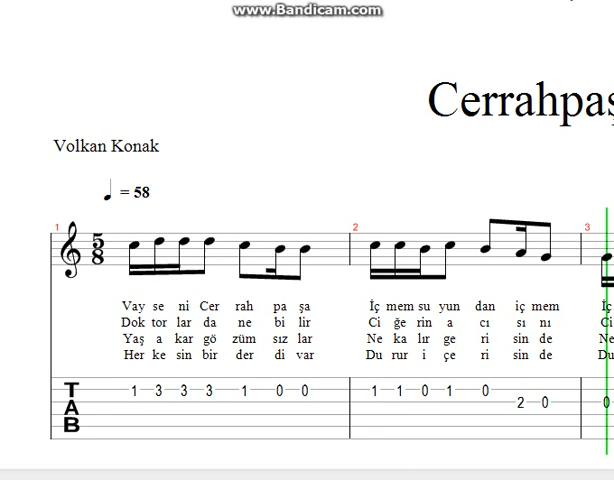 www.Bandicam.com
Cerrahpaş
Volkan Konak
= 58
1 2 3
5
8
Vay se ni Cer rah pa şa İç mem su yun dan iç mem İç
Dok tor lar da ne bi lir Ci ğe rin a cı sı nı Ci
Yaş a kar gö züm sız lar Ne ka lır ge ri sin de Ne
Her ke sin bir der di var Du rur i çe ri sin de Du
T
A
B
1 3 3 3 1 0 0 1 1 0 1 0
2 0 0